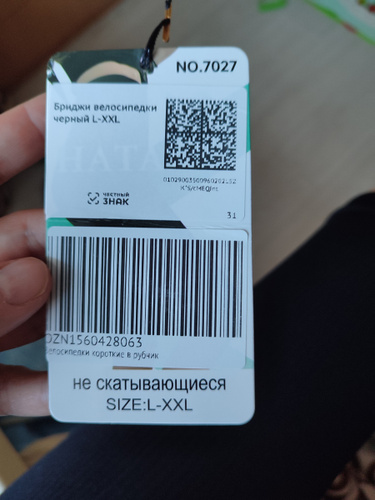 NO.7027
Бриджи велосипедки
черный L-XXL
ЧЕСТНЫЙ
ЗНАК
31
OZN1560428063
велосипедки короткие в рубчик
не скатывающиеся
SIZE:L-XXL